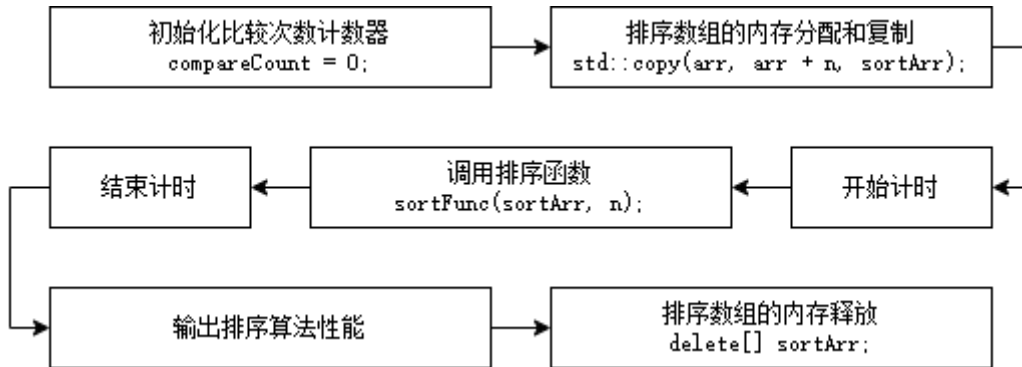 初始化比较次数计数器
compareCount = 0;
排序数组的内存分配和复制
std::copy(arr, arr + n, sortArr);
开始计时
调用排序函数
sortFunc(sortArr, n);
结束计时
输出排序算法性能
排序数组的内存释放
delete[] sortArr;